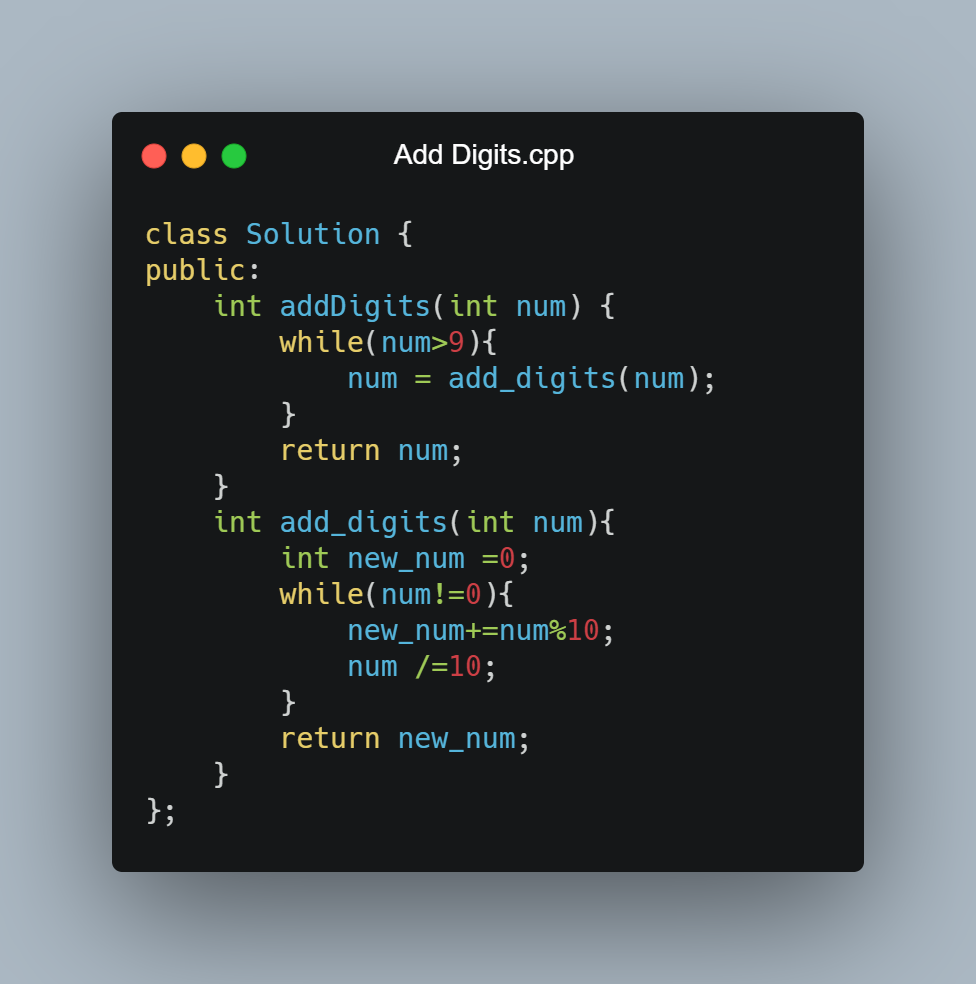 Add Digits.cpp
class Solution {
public:
    int addDigits(int num) {
        while(num>9){
            num = add_digits(num);
        }
        return num;
    }
    int add_digits(int num){
        int new_num =0;
        while(num!=0){
            new_num+=num%10;
            num /=10;
        }
        return new_num;
    }
};